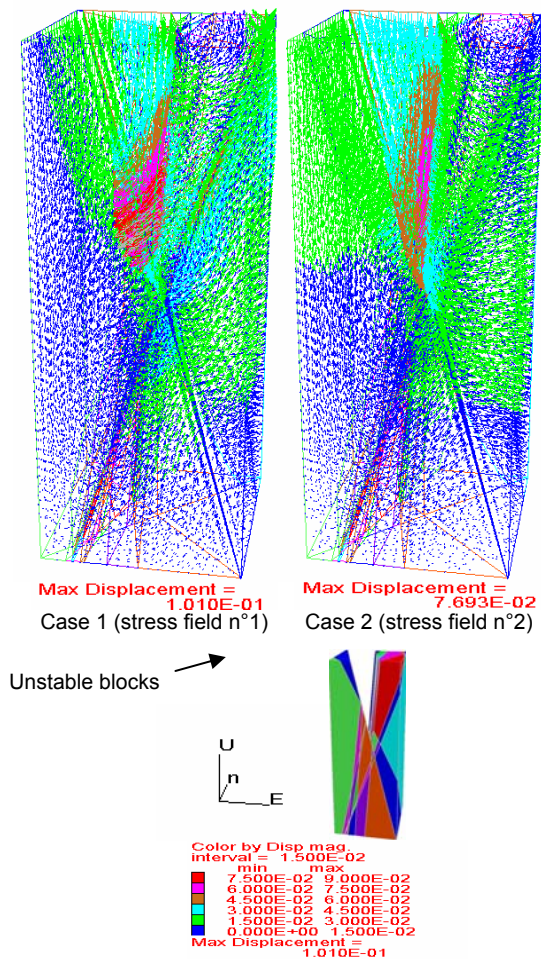 Max Displacement =
1.010E-01
Case 1 (stress field n°1)
Max Displacement =
7.693E-02
Case 2 (stress field n°2)
Unstable blocks
U
n
E
Color by Disp mag.
interval = 1.500E-02
min max
7.500E-02 9.000E-02
6.000E-02 7.500E-02
4.500E-02 6.000E-02
3.000E-02 4.500E-02
1.500E-02 3.000E-02
0.000E+00 1.500E-02
Max Displacement =
1.010E-01